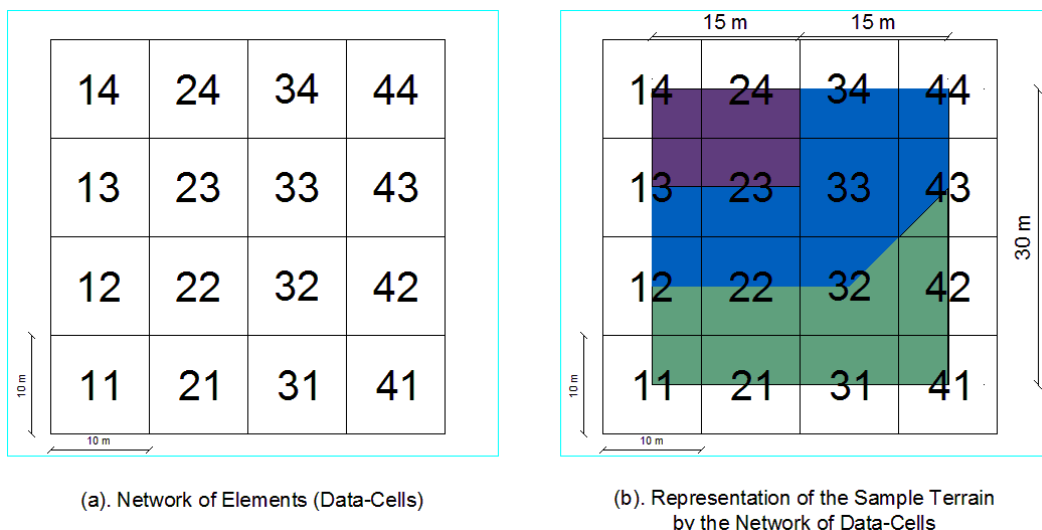 14 24 34 44
13 23 33 43
12 22 32 42
11 21 31 41
10 m
10 m
(a). Network of Elements (Data-Cells)
15 m 15 m
14 24 34 44
13 23 33 43
12 22 32 42
11 21 31 41
30 m
10 m
10 m
(b). Representation of the Sample Terrain
by the Network of Data-Cells